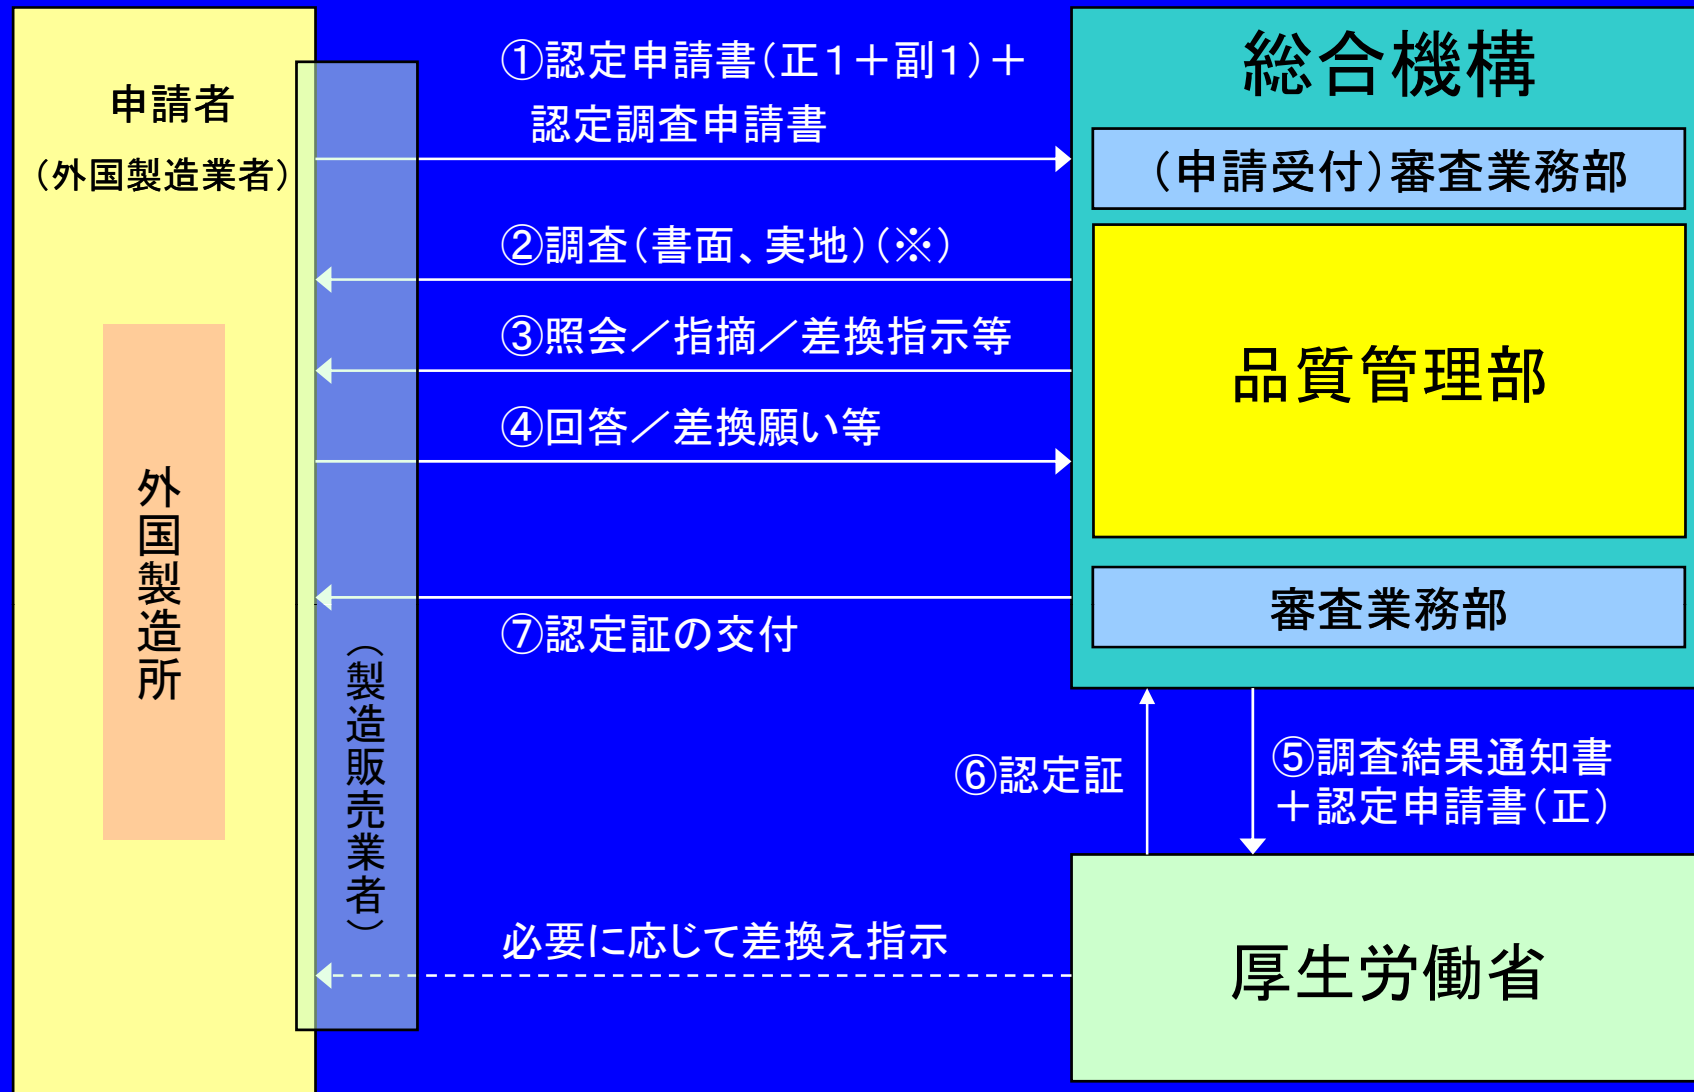 申請者
（外国製造業者）
外国製造所
（製造販売業者）
①認定申請書（正１＋副１）＋
認定調査申請書
②調査（書面、実地）（※）
③照会／指摘／差換指示等
④回答／差換願い等
⑦認定証の交付
総合機構
（申請受付）審査業務部
品質管理部
審査業務部
⑥認定証
⑤調査結果通知書
＋認定申請書（正）
必要に応じて差換え指示
厚生労働省